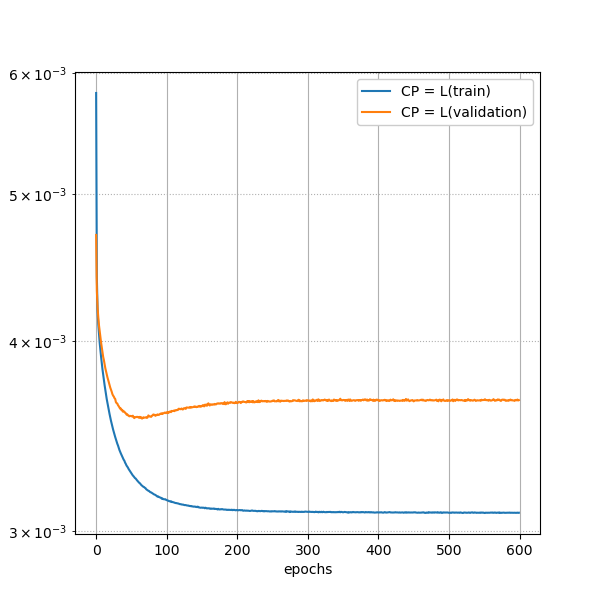 6 × 10⁻³
CP = L(train)
CP = L(validation)
5 × 10⁻³
4 × 10⁻³
3 × 10⁻³
0 100 200 300 400 500 600
epochs